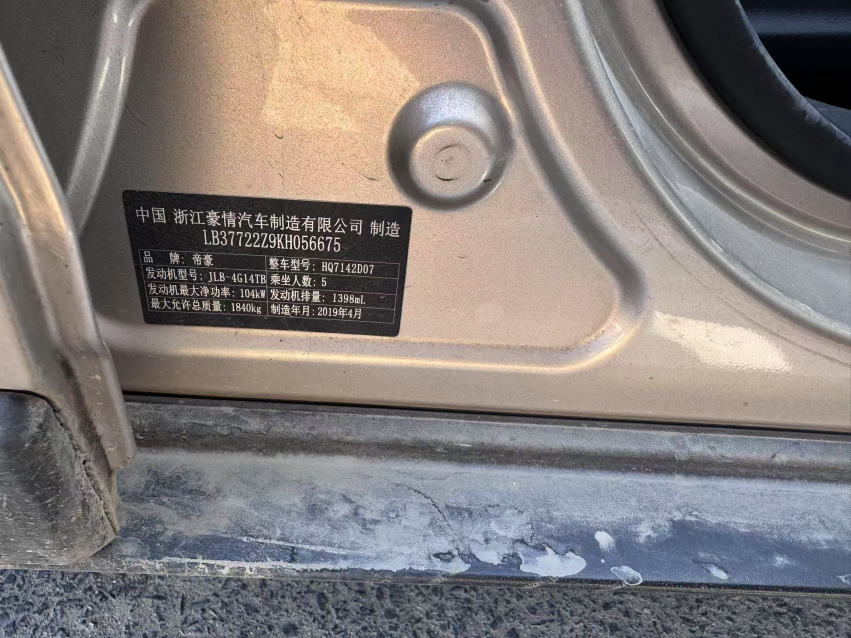 中国 浙江豪情汽车制造有限公司 制造
LB37722Z9KH056675
品 牌: 帝豪 整车型号: HQ7142D07
发动机型号: JLB-4G14TB 乘坐人数: 5
发动机最大净功率: 104kW 发动机排量: 1398mL
最大允许总质量: 1840kg 制造年月: 2019年4月